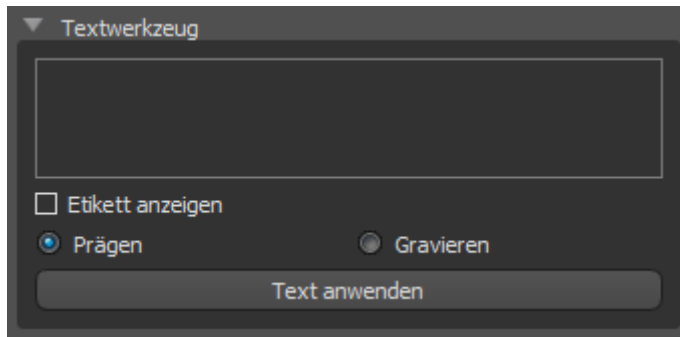 Textwerkzeug
Etikett anzeigen
Prägen Gravieren
Text anwenden